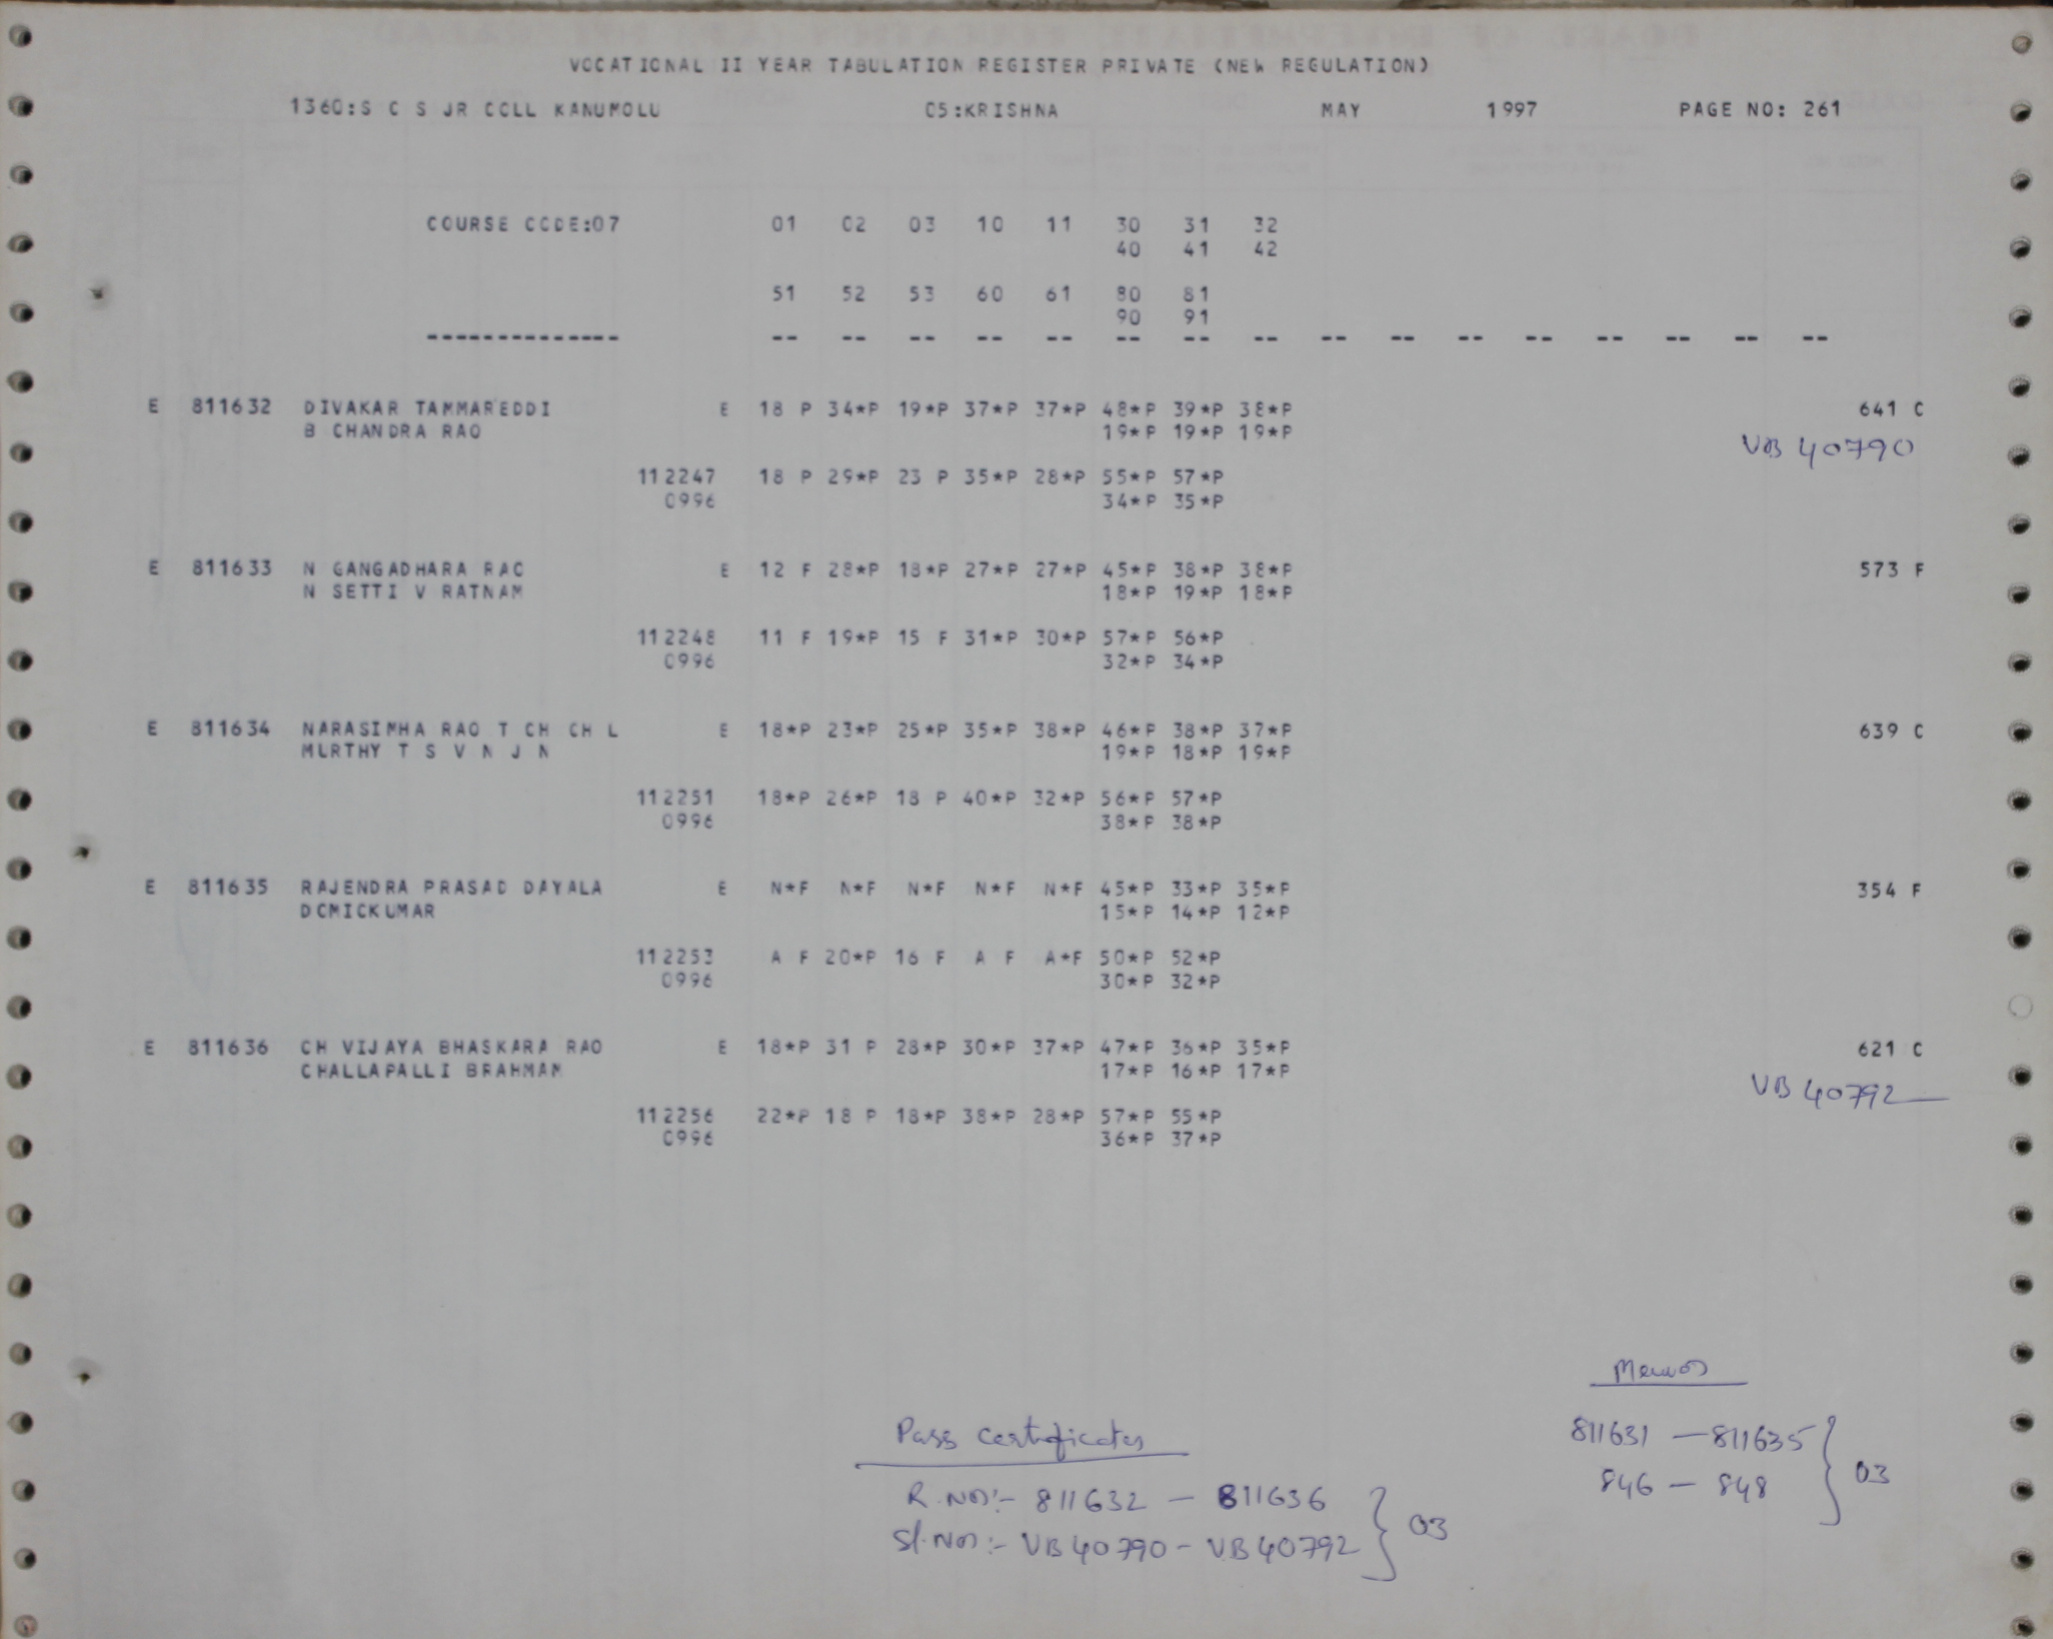 VOCATIONAL II YEAR TABULATION REGISTER PRIVATE (NEW REGULATION)
1360:S C S JR COLL KANUMOLU 05:KRISHNA MAY 1997 PAGE NO: 261
COURSE CODE:07 01 02 03 10 11 30 31 32
40 41 42
51 52 53 60 61 80 81
90 91
-------------- -- -- -- -- -- -- -- -- -- -- -- -- -- -- -- --
E 811632 DIVAKAR TAMMAREDDI E 18 P 34*P 19*P 37*P 37*P 48*P 39*P 38*P 641 C
B CHANDRA RAO 19*P 19*P 19*P
VB 40790
112247 18 P 29*P 23 P 35*P 28*P 55*P 57*P
0996 34*P 35*P
E 811633 N GANGADHARA RAO E 12 F 28*P 18*P 27*P 27*P 45*P 38*P 38*P 573 F
N SETTI V RATNAM 18*P 19*P 18*P
112248 11 F 19*P 15 F 31*P 30*P 57*P 56*P
0996 32*P 34*P
E 811634 NARASIMHA RAO T CH CH L E 18*P 23*P 25*P 35*P 38*P 46*P 38*P 37*P 639 C
MURTHY T S V N J N 19*P 18*P 19*P
112251 18*P 26*P 18 P 40*P 32*P 56*P 57*P
0996 38*P 38*P
E 811635 RAJENDRA PRASAD DAYALA E N*F N*F N*F N*F N*F 45*P 33*P 35*P 354 F
DOMICKUMAR 15*P 14*P 12*P
112253 A F 20*P 16 F A F A*F 50*P 52*P
0996 30*P 32*P
E 811636 CH VIJAYA BHASKARA RAO E 18*P 31 P 28*P 30*P 37*P 47*P 36*P 35*P 621 C
CHALLAPALLI BRAHMAM 17*P 16*P 17*P
VB 40792
112256 22*P 18 P 18*P 38*P 28*P 57*P 55*P
0996 36*P 37*P
Memos
811631 - 811635 } 03
846 - 848
Pass Certificates
R.Nos:- 811632 - 811636 } 03
Sl.Nos:- VB40790 - VB40792